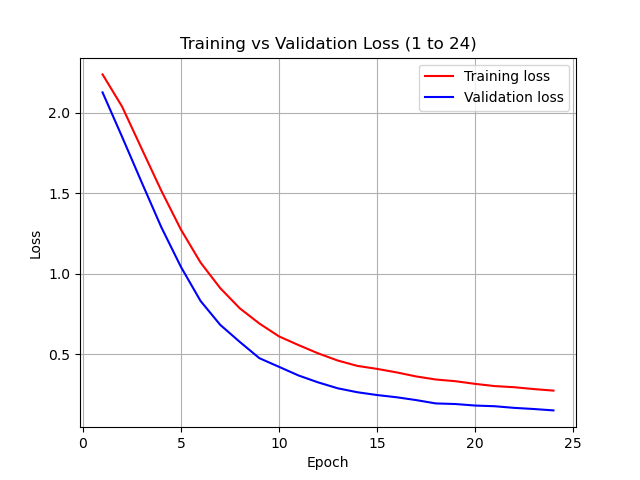 Training vs Validation Loss (1 to 24)
Training loss
Validation loss
2.0
1.5
1.0
0.5
Loss
0 5 10 15 20 25
Epoch